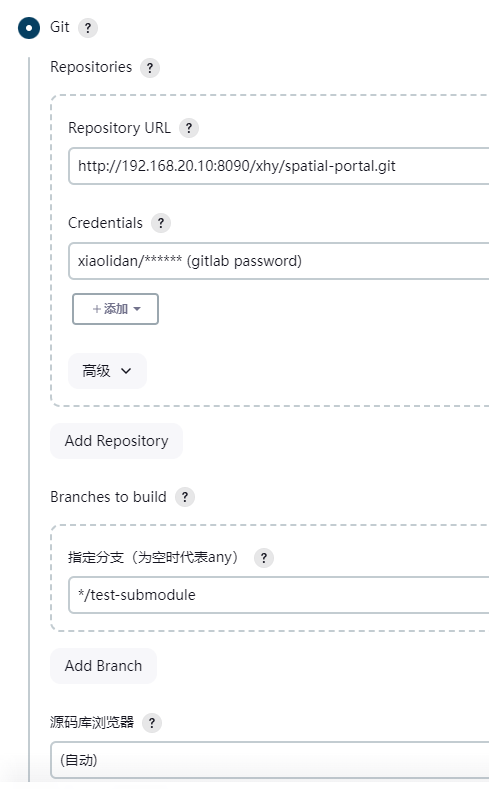 Git ?
Repositories ?
Repository URL ?
http://192.168.20.10:8090/xhy/spatial-portal.git
Credentials ?
xiaolidan/****** (gitlab password)
+添加
高级
Add Repository
Branches to build ?
指定分支（为空时代表any） ?
*/test-submodule
Add Branch
源码库浏览器 ?
(自动)